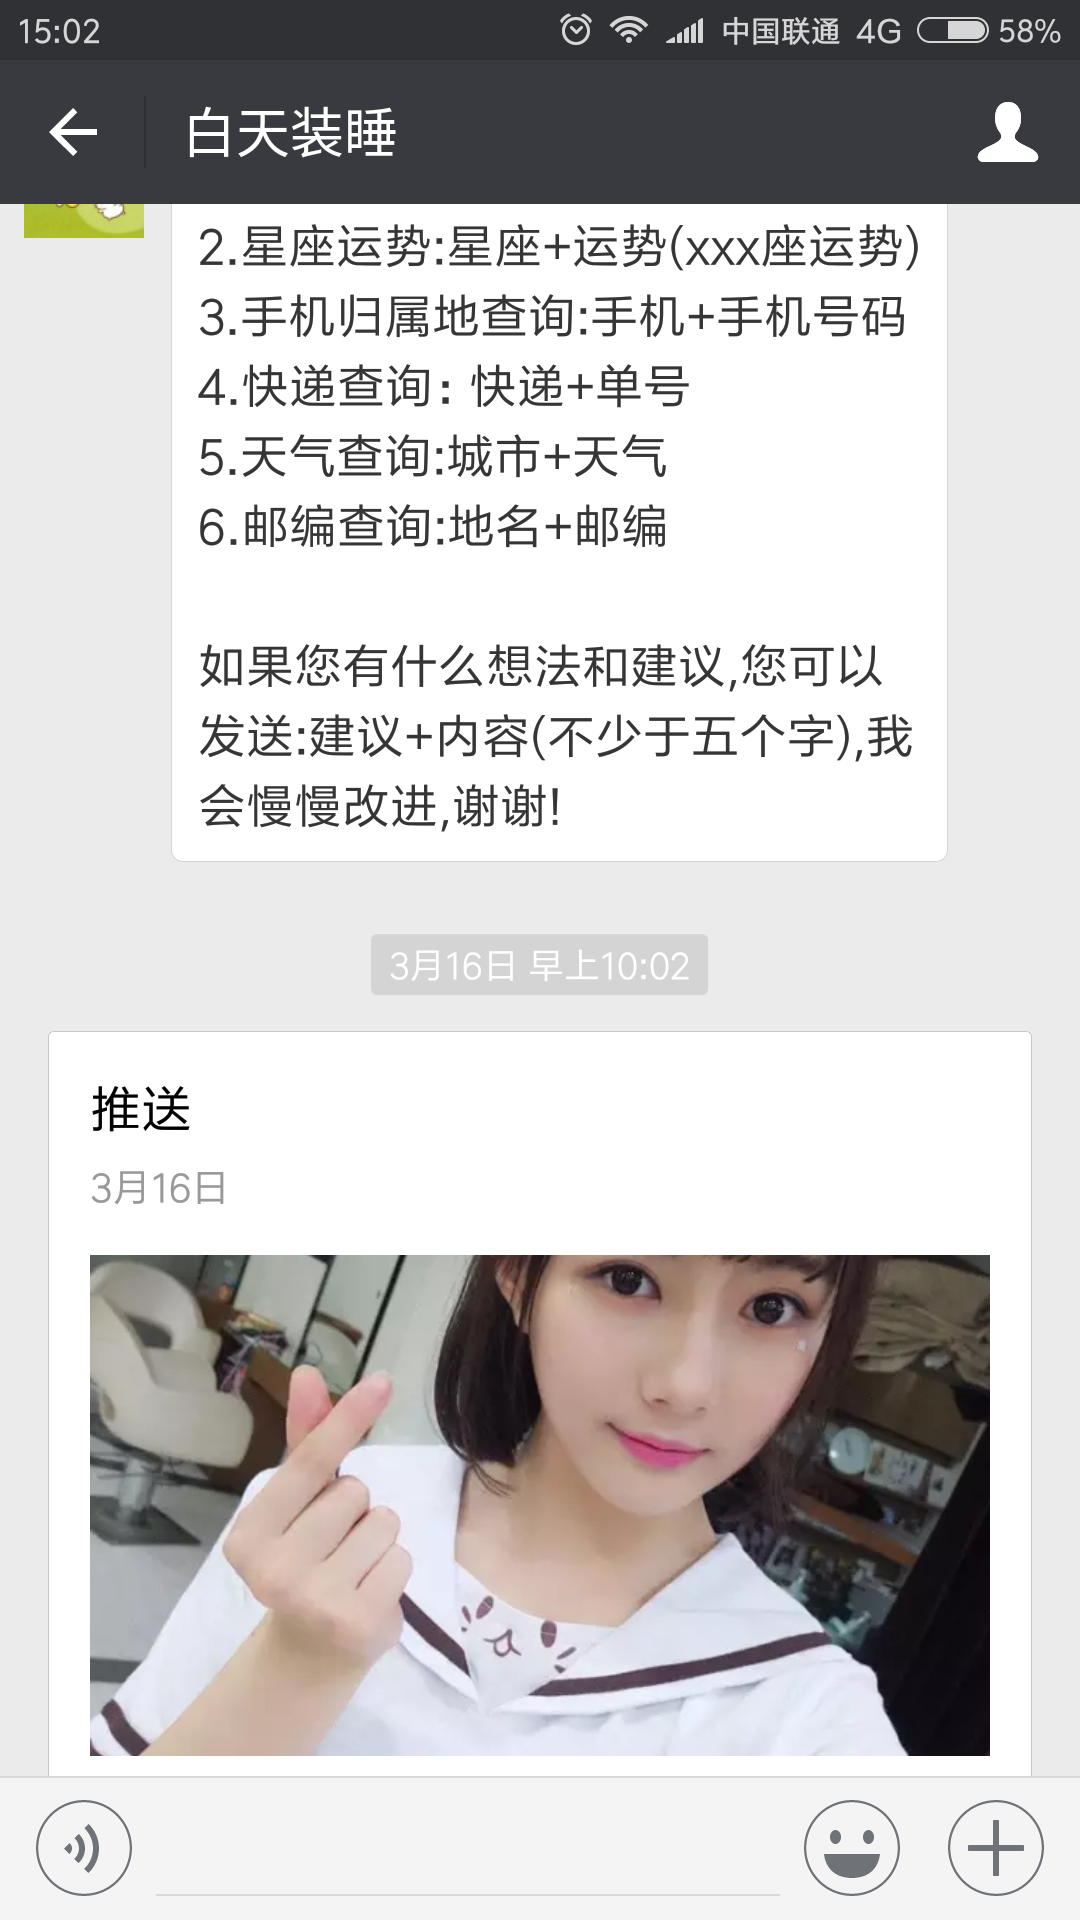 15:02
中国联通 4G 58%
白天装睡
2.星座运势:星座+运势(xxx座运势)
3.手机归属地查询:手机+手机号码
4.快递查询：快递+单号
5.天气查询:城市+天气
6.邮编查询:地名+邮编
如果您有什么想法和建议,您可以
发送:建议+内容(不少于五个字),我
会慢慢改进,谢谢!
3月16日 早上10:02
推送
3月16日